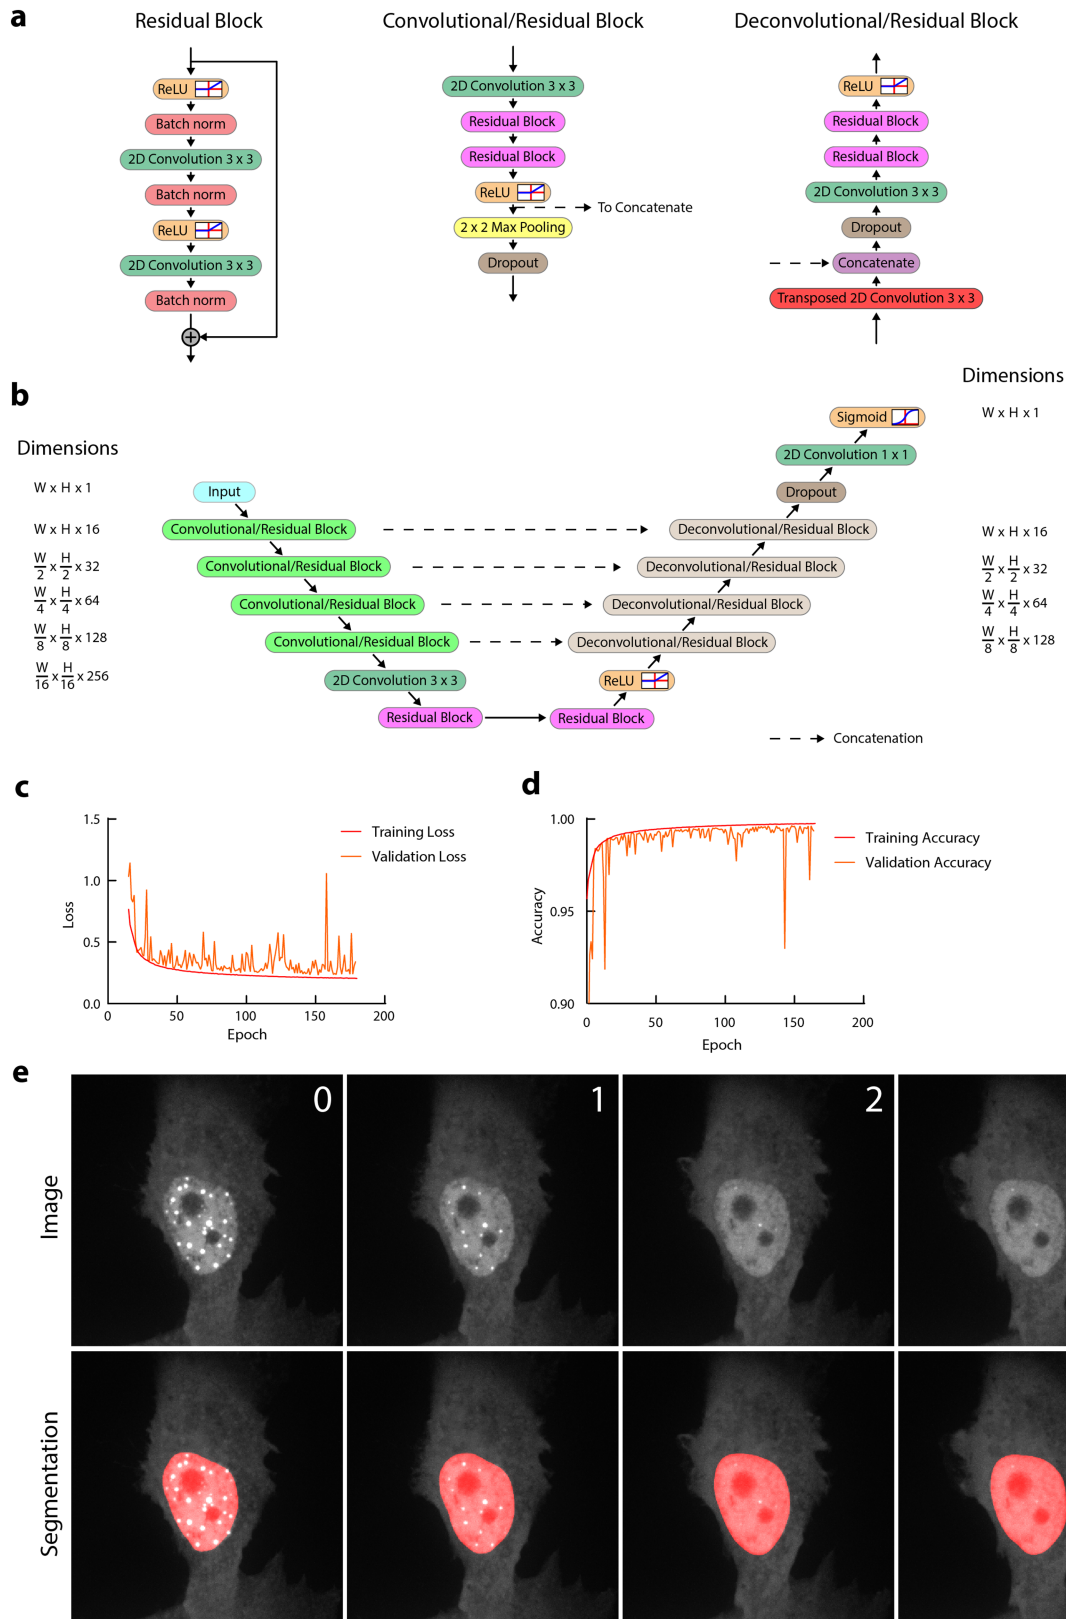 a
Residual Block
ReLU
Batch norm
2D Convolution 3 x 3
Batch norm
ReLU
2D Convolution 3 x 3
Batch norm
+
Convolutional/Residual Block
2D Convolution 3 x 3
Residual Block
Residual Block
ReLU
To Concatenate
2 x 2 Max Pooling
Dropout
Deconvolutional/Residual Block
ReLU
Residual Block
Residual Block
2D Convolution 3 x 3
Dropout
Concatenate
Transposed 2D Convolution 3 x 3
b
Dimensions
W x H x 1
W x H x 16
W/2 x H/2 x 32
W/4 x H/4 x 64
W/8 x H/8 x 128
W/16 x H/16 x 256
Input
Convolutional/Residual Block
Convolutional/Residual Block
Convolutional/Residual Block
Convolutional/Residual Block
2D Convolution 3 x 3
Residual Block
Residual Block
ReLU
Deconvolutional/Residual Block
Deconvolutional/Residual Block
Deconvolutional/Residual Block
Deconvolutional/Residual Block
Dropout
2D Convolution 1 x 1
Sigmoid
Dimensions
W x H x 1
W x H x 16
W/2 x H/2 x 32
W/4 x H/4 x 64
W/8 x H/8 x 128
Concatenation
c
1.5
1.0
0.5
0.0
Loss
0
50
100
150
200
Epoch
Training Loss
Validation Loss
d
1.00
0.95
0.90
Accuracy
0
50
100
150
200
Epoch
Training Accuracy
Validation Accuracy
e
0
1
2
Image
Segmentation